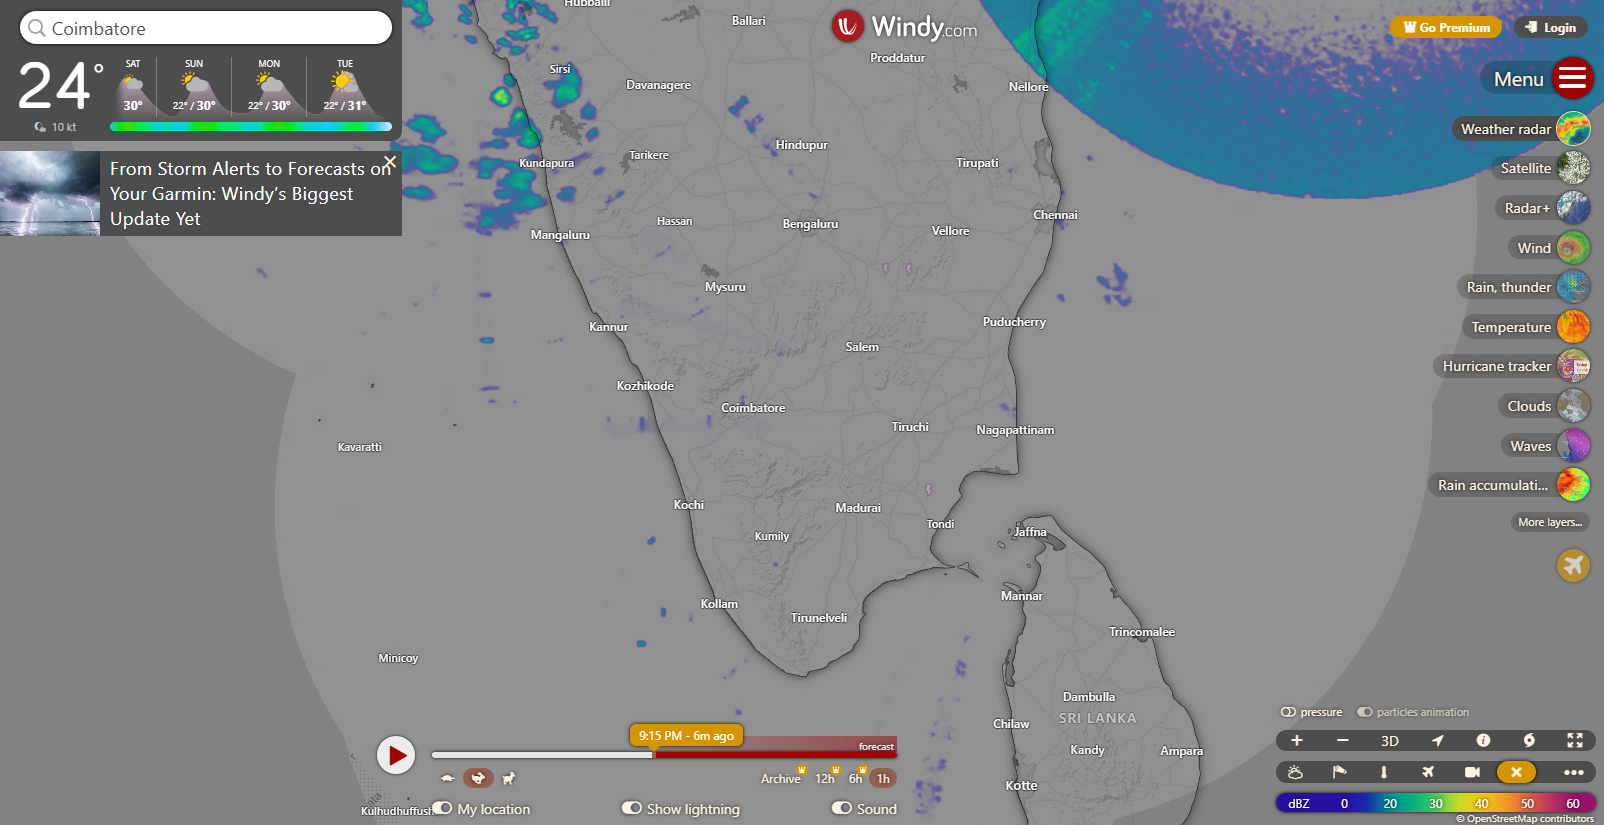 Coimbatore
24°
10 kt
SAT
30°
SUN
22° / 30°
MON
22° / 30°
TUE
22° / 31°
From Storm Alerts to Forecasts on
Your Garmin: Windy's Biggest
Update Yet
Windy.com
Go Premium
Login
Menu
Weather radar
Satellite
Radar+
Wind
Rain, thunder
Temperature
Hurricane tracker
Clouds
Waves
Rain accumulati...
More layers...
Hubballi
Ballari
Proddatur
Sirsi
Davanagere
Nellore
Hindupur
Kundapura
Tarikere
Tirupati
Hassan
Bengaluru
Chennai
Mangaluru
Vellore
Mysuru
Kannur
Puducherry
Salem
Kozhikode
Coimbatore
Tiruchi
Nagapattinam
Kavaratti
Kochi
Madurai
Tondi
Jaffna
Kumily
Mannar
Kollam
Tirunelveli
Trincomalee
Minicoy
Dambulla
SRI LANKA
Chilaw
Kandy
Ampara
Kotte
Kulhudhuffush
9:15 PM - 6m ago
forecast
Archive
12h
6h
1h
My location
Show lightning
Sound
pressure
particles animation
+
−
3D
dBZ
0
20
30
40
50
60
© OpenStreetMap contributors